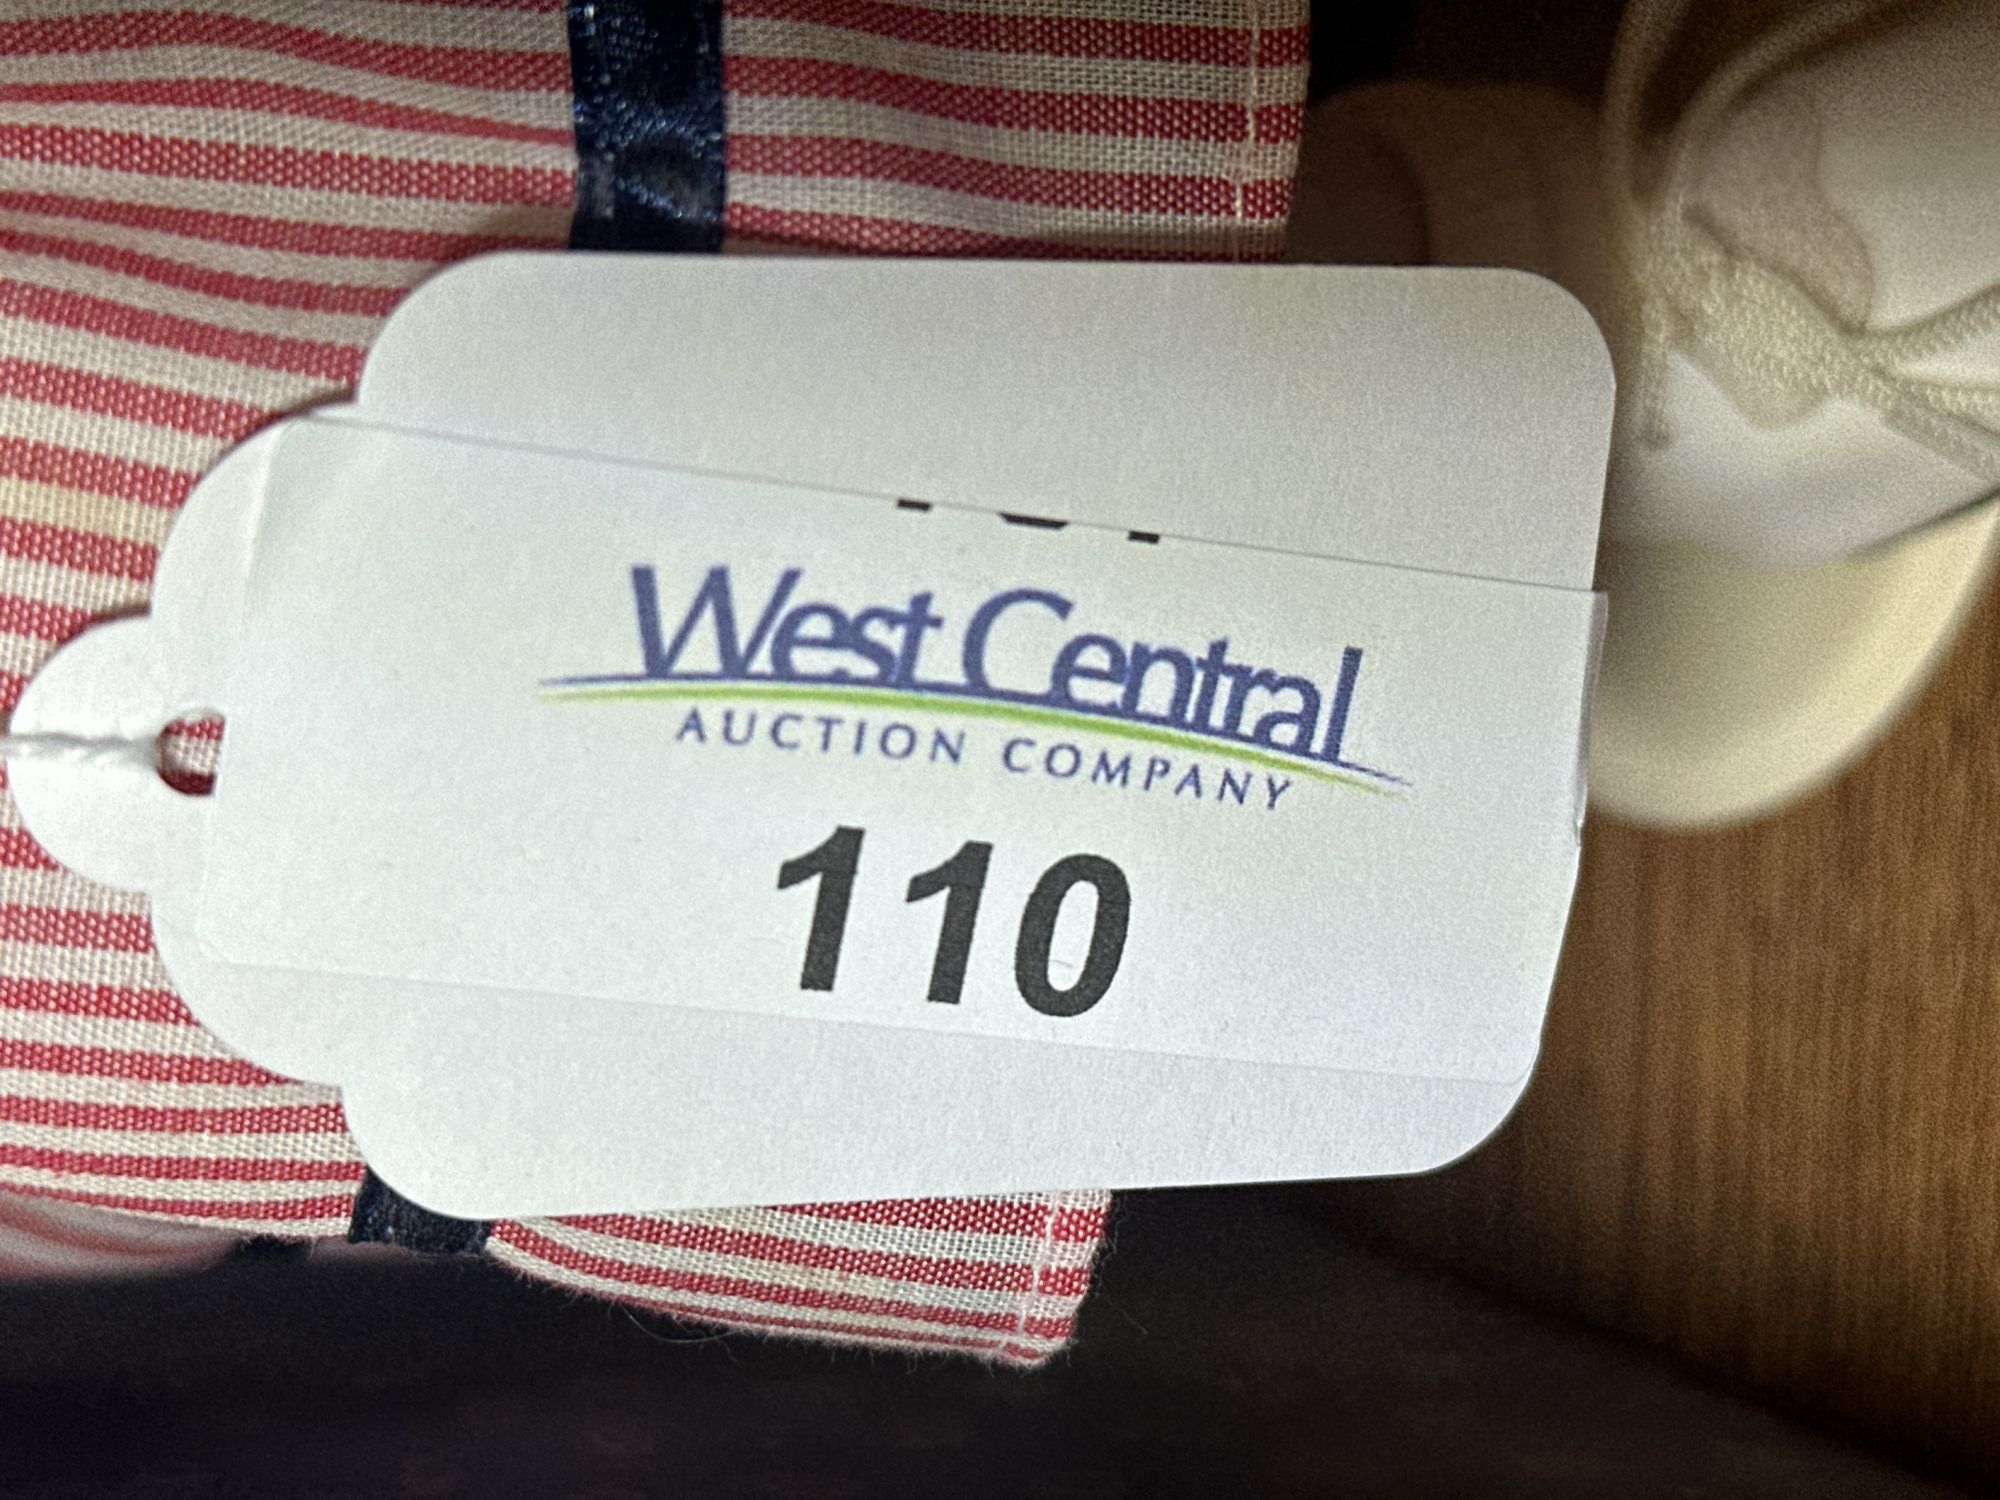 West Central
AUCTION COMPANY
110